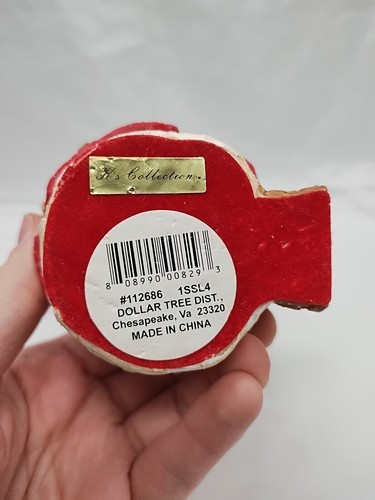 K's Collection
8 08990 00829 3
#112686 1SSL4
DOLLAR TREE DIST.,
Chesapeake, Va 23320
MADE IN CHINA